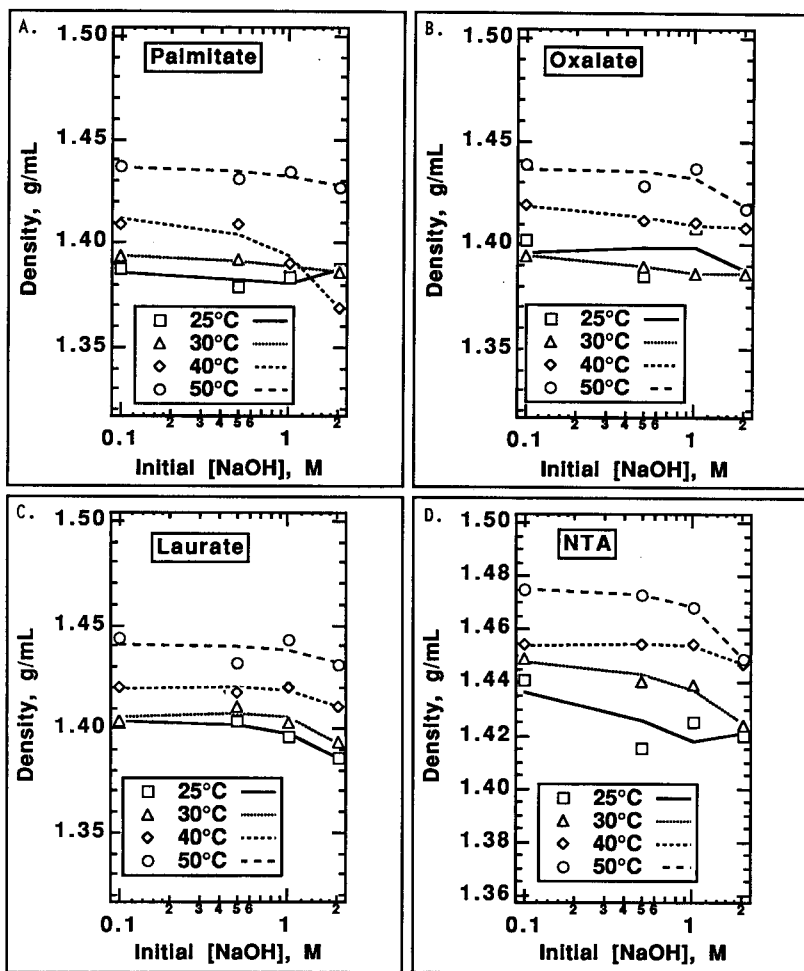 A.
Palmitate
1.50
1.45
1.40
1.35
Density, g/mL
25°C
30°C
40°C
50°C
0.1
2
3 4 5 6
1
2
Initial [NaOH], M
B.
Oxalate
1.50
1.45
1.40
1.35
Density, g/mL
25°C
30°C
40°C
50°C
0.1
2
3 4 5 6
1
2
Initial [NaOH], M
C.
Laurate
1.50
1.45
1.40
1.35
Density, g/mL
25°C
30°C
40°C
50°C
0.1
2
3 4 5 6
1
2
Initial [NaOH], M
D.
NTA
1.50
1.48
1.46
1.44
1.42
1.40
1.38
1.36
Density, g/mL
25°C
30°C
40°C
50°C
0.1
2
3 4 5 6
1
2
Initial [NaOH], M